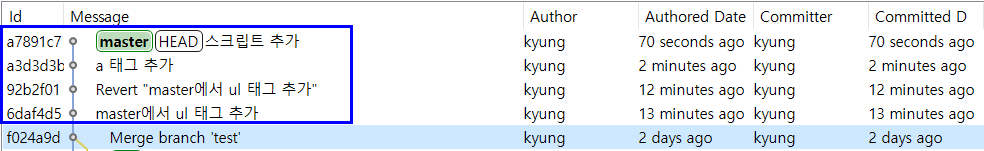 Id Message Author Authored Date Committer Committed D
a7891c7 master HEAD 스크립트 추가 kyung 70 seconds ago kyung 70 seconds ago
a3d3d3b a 태그 추가 kyung 2 minutes ago kyung 2 minutes ago
92b2f01 Revert "master에서 ul 태그 추가" kyung 12 minutes ago kyung 12 minutes ago
6daf4d5 master에서 ul 태그 추가 kyung 13 minutes ago kyung 13 minutes ago
f024a9d Merge branch 'test' kyung 2 days ago kyung 2 days ago